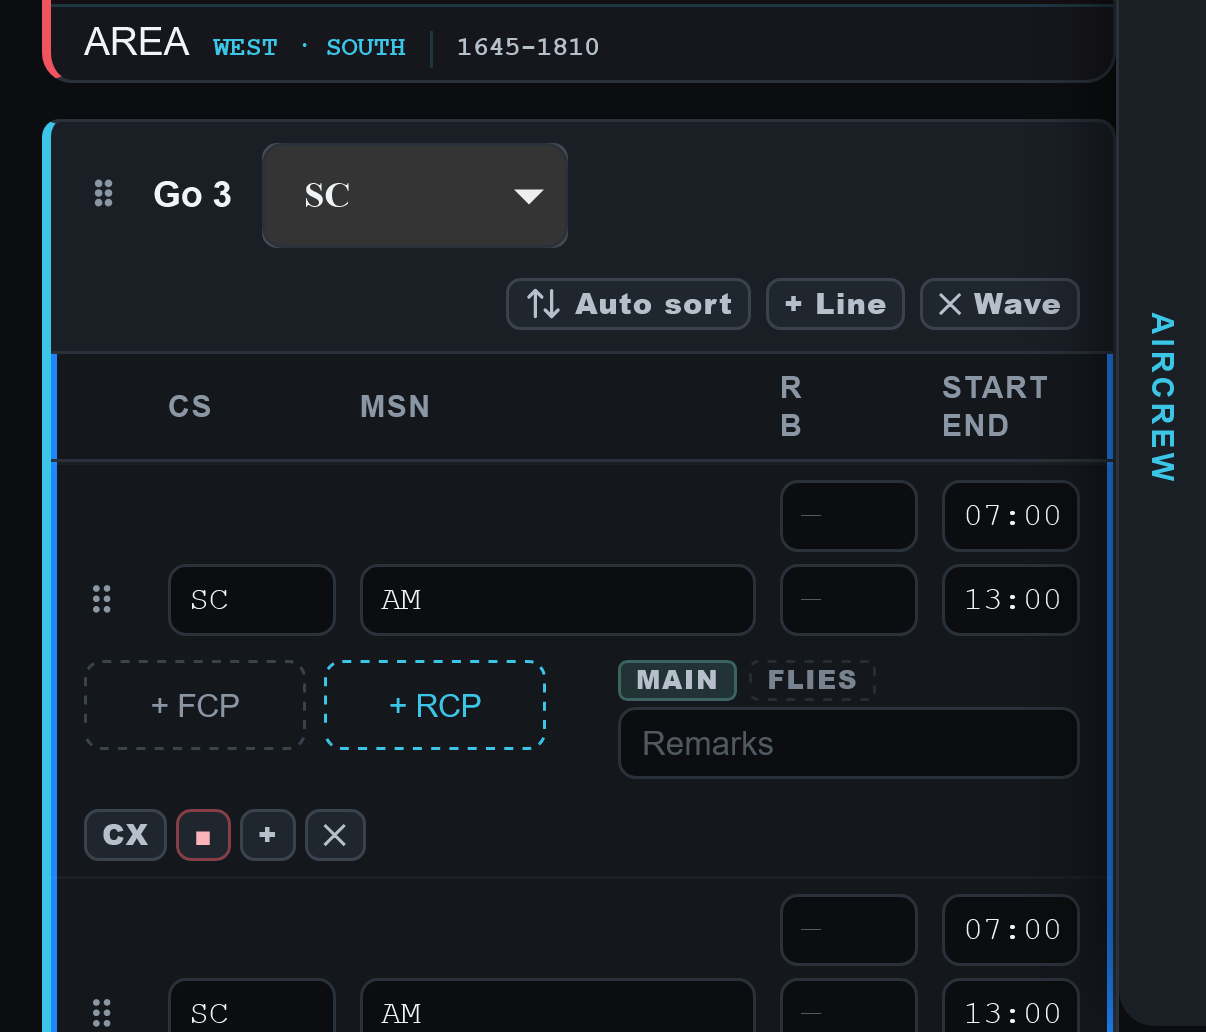 AREA WEST · SOUTH 1645–1810
Go 3 SC
Auto sort + Line × Wave
CS MSN R START
B END
— 07:00
SC AM — 13:00
+ FCP + RCP MAIN FLIES
Remarks
CX + ×
— 07:00
SC AM — 13:00
AIRCREW